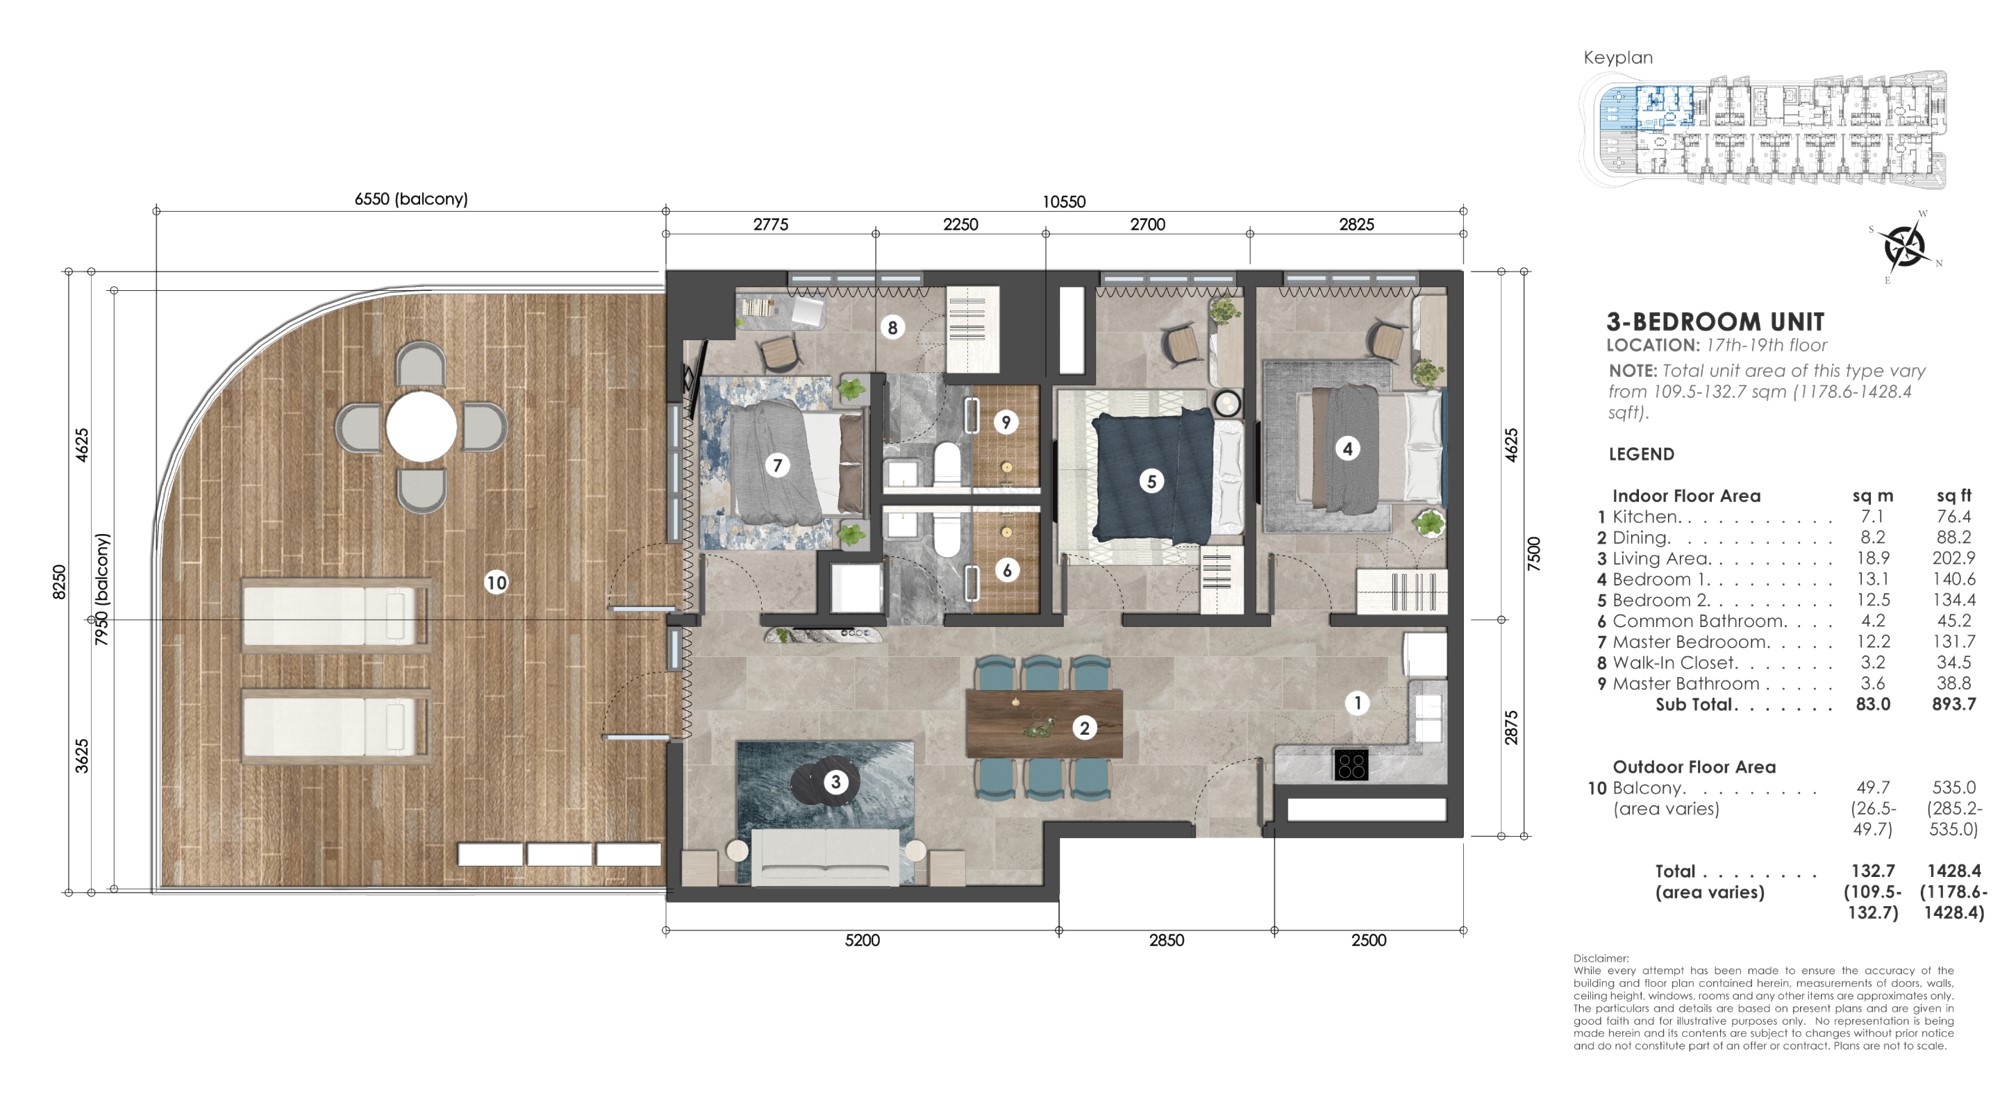 Keyplan
6550 (balcony)
10550
2775
2250
2700
2825
W
S
N
E
8250
4625
3625
7950 (balcony)
4625
2875
7500
5200
2850
2500
1
2
3
4
5
6
7
8
9
10
3-BEDROOM UNIT
LOCATION: 17th-19th floor
NOTE: Total unit area of this type vary
from 109.5-132.7 sqm (1178.6-1428.4
sqft).
LEGEND
Indoor Floor Area sq m sq ft
1 Kitchen. . . . . . . . . . . . 7.1 76.4
2 Dining. . . . . . . . . . . . 8.2 88.2
3 Living Area. . . . . . . . . 18.9 202.9
4 Bedroom 1. . . . . . . . . 13.1 140.6
5 Bedroom 2. . . . . . . . . 12.5 134.4
6 Common Bathroom. . . . 4.2 45.2
7 Master Bedrooom. . . . . 12.2 131.7
8 Walk-In Closet. . . . . . . 3.2 34.5
9 Master Bathroom . . . . . 3.6 38.8
Sub Total. . . . . . . 83.0 893.7
Outdoor Floor Area
10 Balcony. . . . . . . . . 49.7 535.0
(area varies) (26.5- (285.2-
49.7) 535.0)
Total . . . . . . . . 132.7 1428.4
(area varies) (109.5- (1178.6-
132.7) 1428.4)
Disclaimer:
While every attempt has been made to ensure the accuracy of the
building and floor plan contained herein, measurements of doors, walls,
ceiling height, windows, rooms and any other items are approximates only.
The particulars and details are based on present plans and are given in
good faith and for illustrative purposes only. No representation is being
made herein and its contents are subject to changes without prior notice
and do not constitute part of an offer or contract. Plans are not to scale.